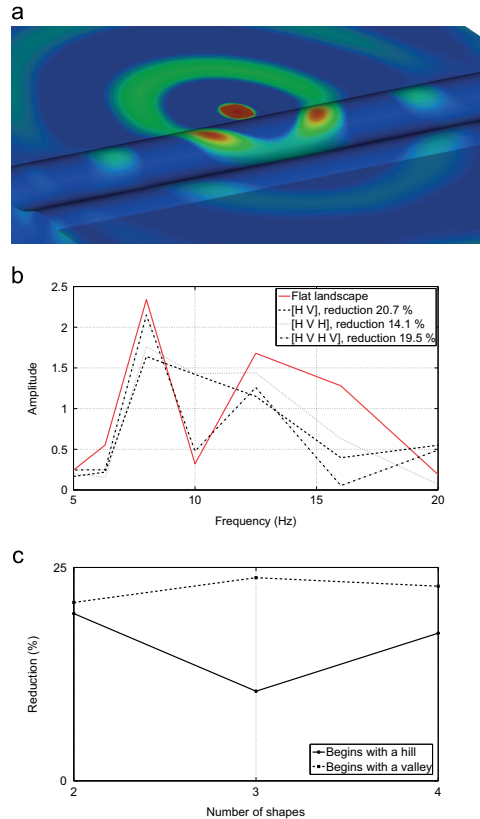 a
b
2.5
2
1.5
1
0.5
0
Amplitude
Flat landscape
[H V], reduction 20.7 %
[H V H], reduction 14.1 %
[H V H V], reduction 19.5 %
5
10
15
20
Frequency (Hz)
c
25
0
Reduction (%)
Begins with a hill
Begins with a valley
2
3
4
Number of shapes